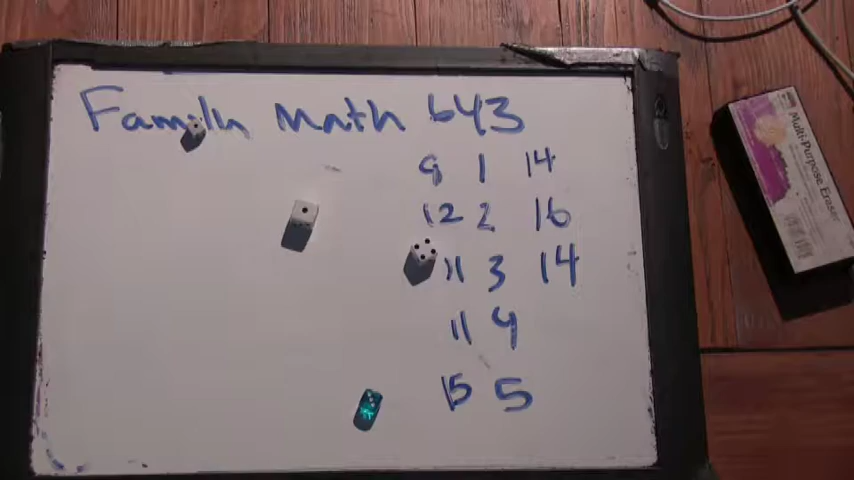 Family Math 643
9 1 14
12 2 16
11 3 14
11 4
15 5
Multi-Purpose Eraser